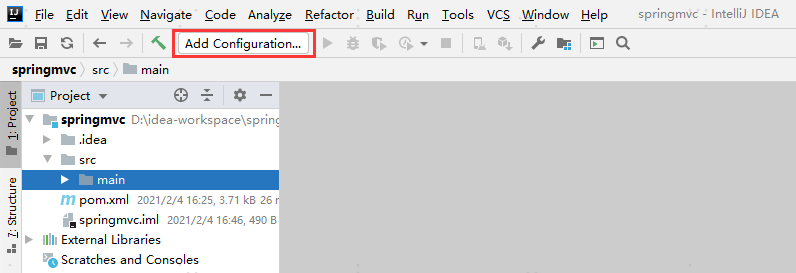 File Edit View Navigate Code Analyze Refactor Build Run Tools VCS Window Help springmvc - IntelliJ IDEA
Add Configuration...
springmvc src main
Project
1: Project
springmvc D:\idea-workspace\spring
.idea
src
main
pom.xml 2021/2/4 16:25, 3.71 kB 26 m
springmvc.iml 2021/2/4 16:46, 490 B
7: Structure
External Libraries
Scratches and Consoles